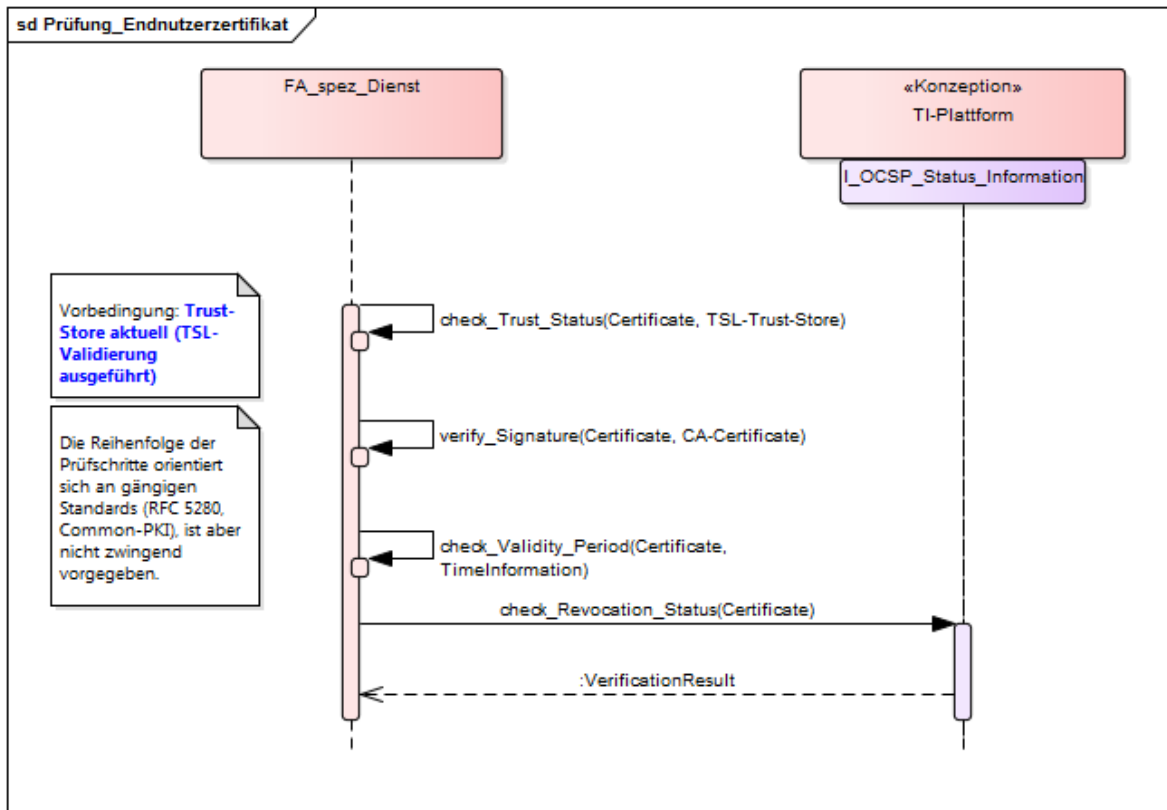 sd Prüfung_Endnutzerzertifikat
FA_spez_Dienst
«Konzeption»
TI-Plattform
I_OCSP_Status_Information
Vorbedingung: Trust-
Store aktuell (TSL-
Validierung
ausgeführt)
check_Trust_Status(Certificate, TSL-Trust-Store)
Die Reihenfolge der
Prüfschritte orientiert
sich an gängigen
Standards (RFC 5280,
Common-PKI), ist aber
nicht zwingend
vorgegeben.
verify_Signature(Certificate, CA-Certificate)
check_Validity_Period(Certificate,
TimeInformation)
check_Revocation_Status(Certificate)
:VerificationResult